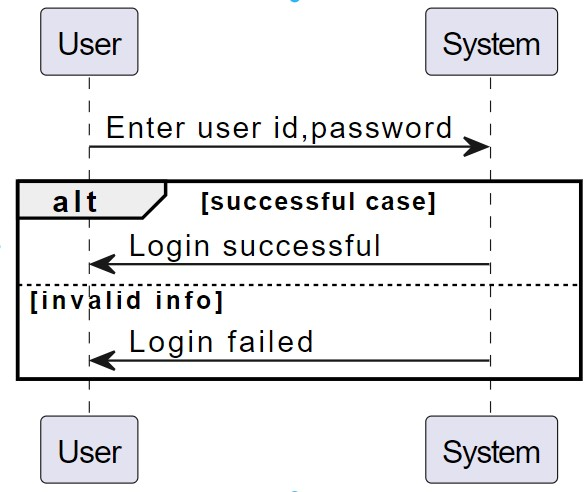 User System
Enter user id,password
alt [successful case]
Login successful
[invalid info]
Login failed
User System